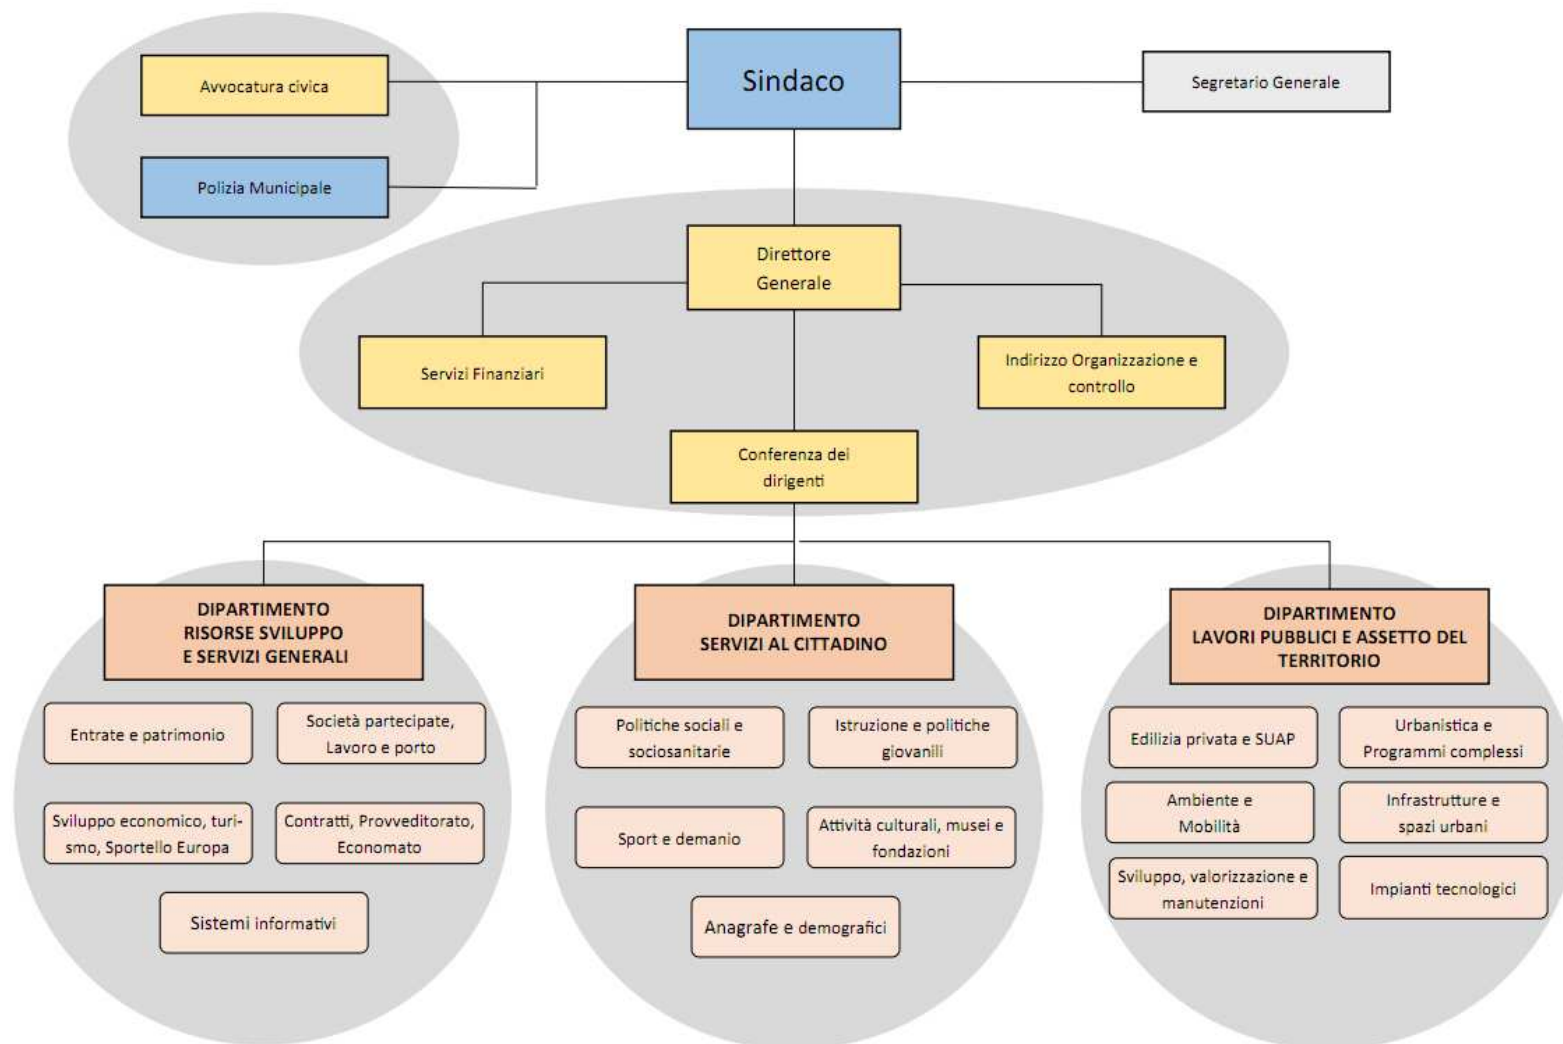 Sindaco
Avvocatura civica
Segretario Generale
Polizia Municipale
Direttore
Generale
Servizi Finanziari
Indirizzo Organizzazione e
controllo
Conferenza dei
dirigenti
DIPARTIMENTO
RISORSE SVILUPPO
E SERVIZI GENERALI
Entrate e patrimonio
Società partecipate,
Lavoro e porto
Sviluppo economico, turi-
smo, Sportello Europa
Contratti, Provveditorato,
Economato
Sistemi informativi
DIPARTIMENTO
SERVIZI AL CITTADINO
Politiche sociali e
sociosanitarie
Istruzione e politiche
giovanili
Sport e demanio
Attività culturali, musei e
fondazioni
Anagrafe e demografici
DIPARTIMENTO
LAVORI PUBBLICI E ASSETTO DEL
TERRITORIO
Edilizia privata e SUAP
Urbanistica e
Programmi complessi
Ambiente e
Mobilità
Infrastrutture e
spazi urbani
Sviluppo, valorizzazione e
manutenzioni
Impianti tecnologici